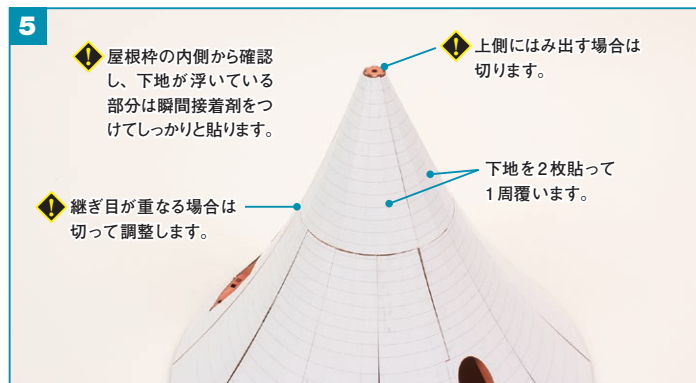 5
屋根枠の内側から確認
し、下地が浮いている
部分は瞬間接着剤をつ
けてしっかりと貼ります。
上側にはみ出す場合は
切ります。
下地を2枚貼って
1周覆います。
継ぎ目が重なる場合は
切って調整します。